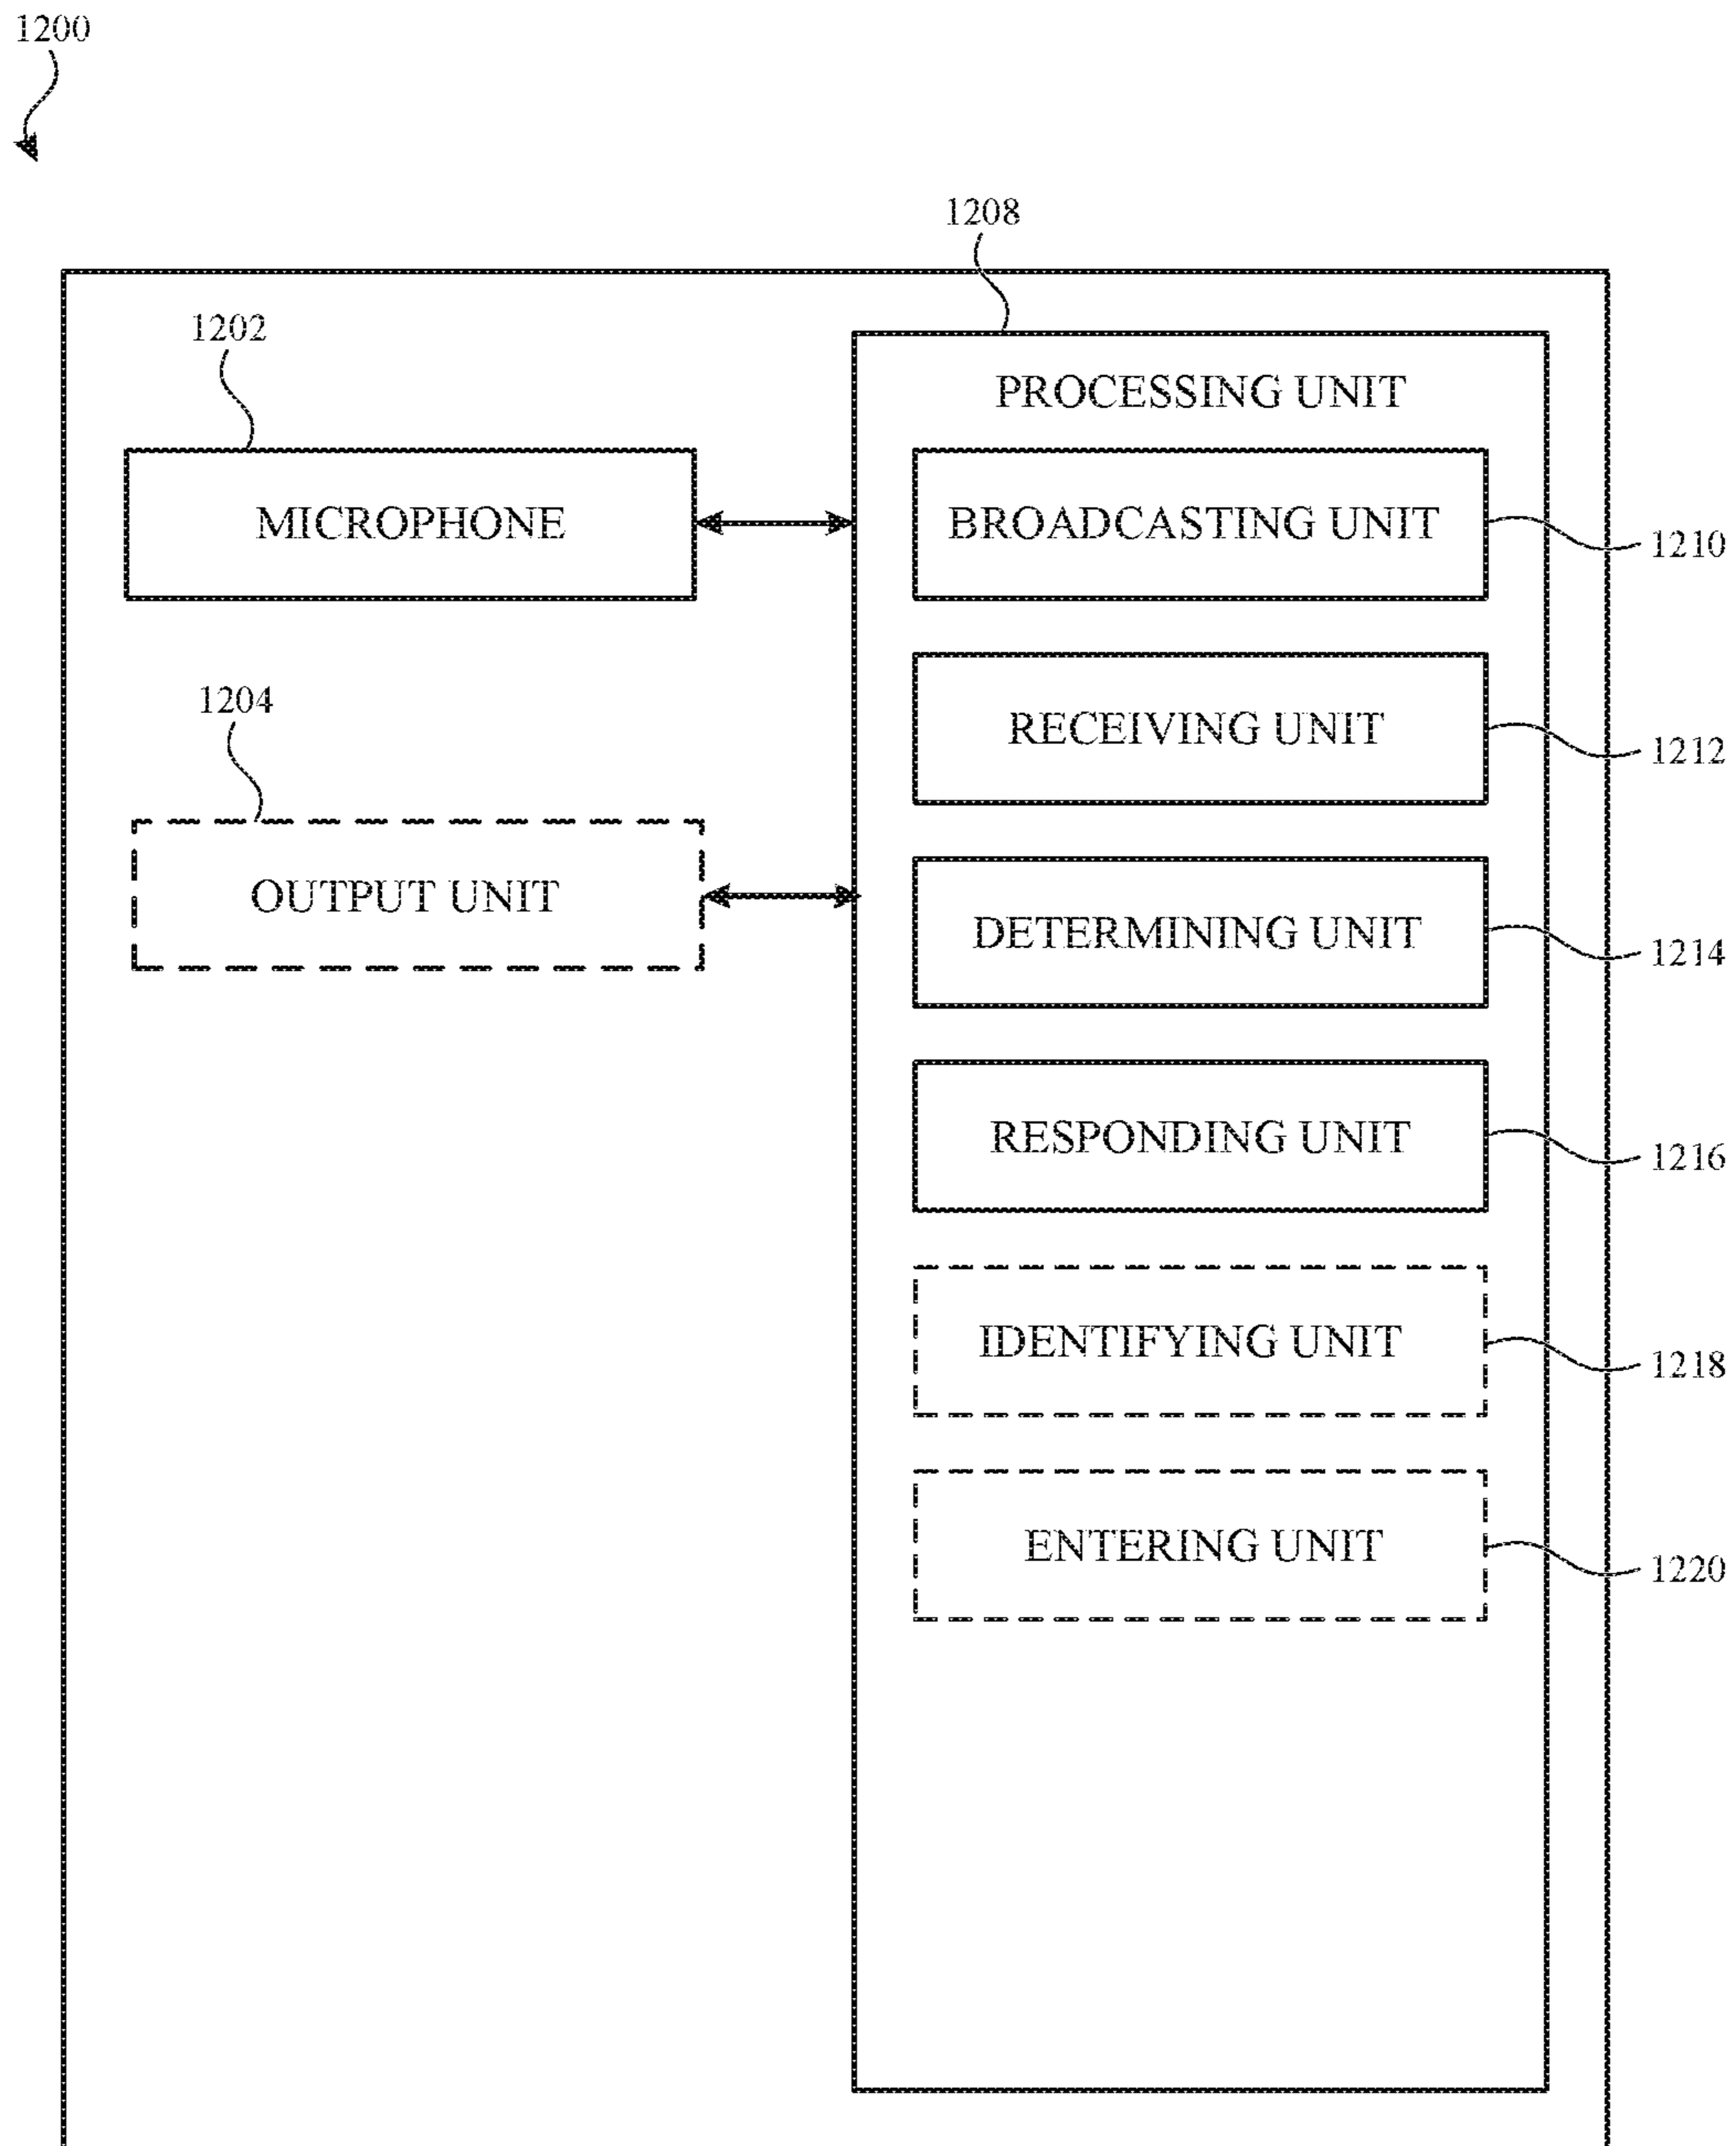 1200
1208
1202
PROCESSING UNIT
MICROPHONE
BROADCASTING UNIT
1210
1204
RECEIVING UNIT
1212
OUTPUT UNIT
DETERMINING UNIT
1214
RESPONDING UNIT
1216
IDENTIFYING UNIT
1218
ENTERING UNIT
1220